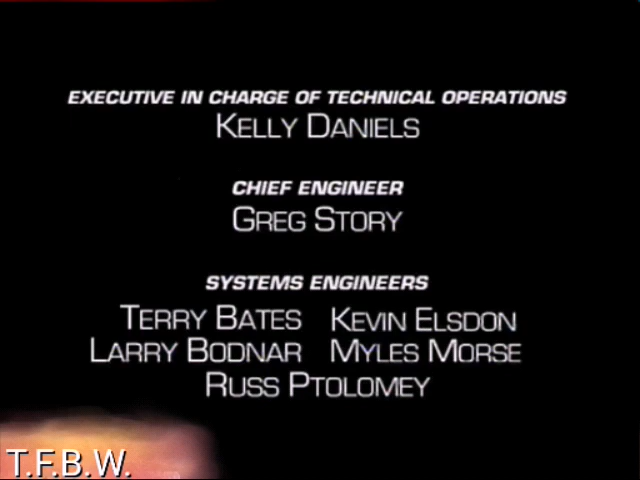 EXECUTIVE IN CHARGE OF TECHNICAL OPERATIONS
KELLY DANIELS
CHIEF ENGINEER
GREG STORY
SYSTEMS ENGINEERS
TERRY BATES KEVIN ELSDON
LARRY BODNAR MYLES MORSE
RUSS PTOLOMEY
T.F.B.W.